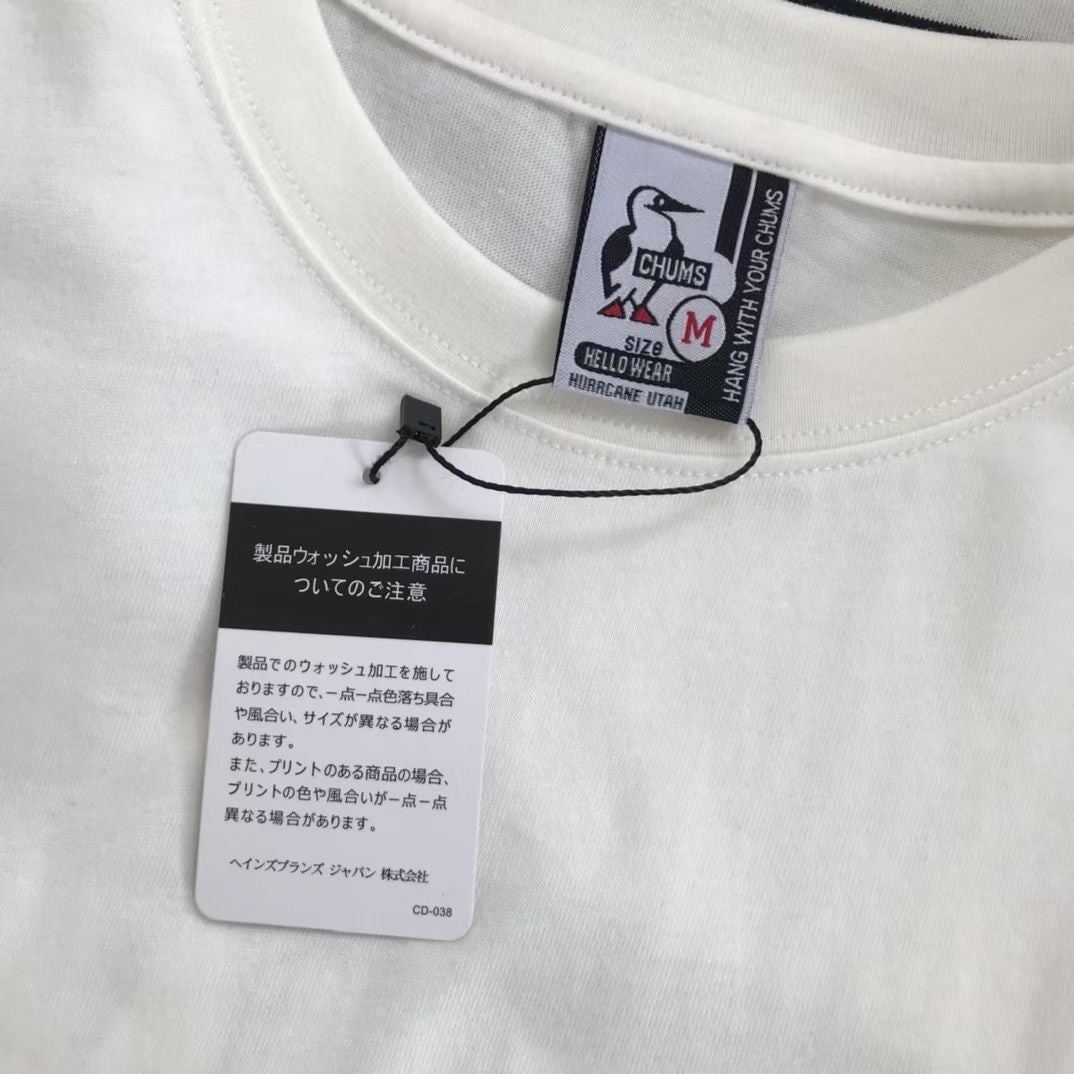 CHUMS
M
SIZE
HELLO WEAR
HURRCANE UTAH
HANG WITH YOUR CHUMS
製品ウォッシュ加工商品に
ついてのご注意
製品でのウォッシュ加工を施して
おりますので、一点一点色落ち具合
や風合い、サイズが異なる場合が
あります。
また、プリントのある商品の場合、
プリントの色や風合いが一点一点
異なる場合があります。
ヘインズブランズ ジャパン 株式会社
CD-038